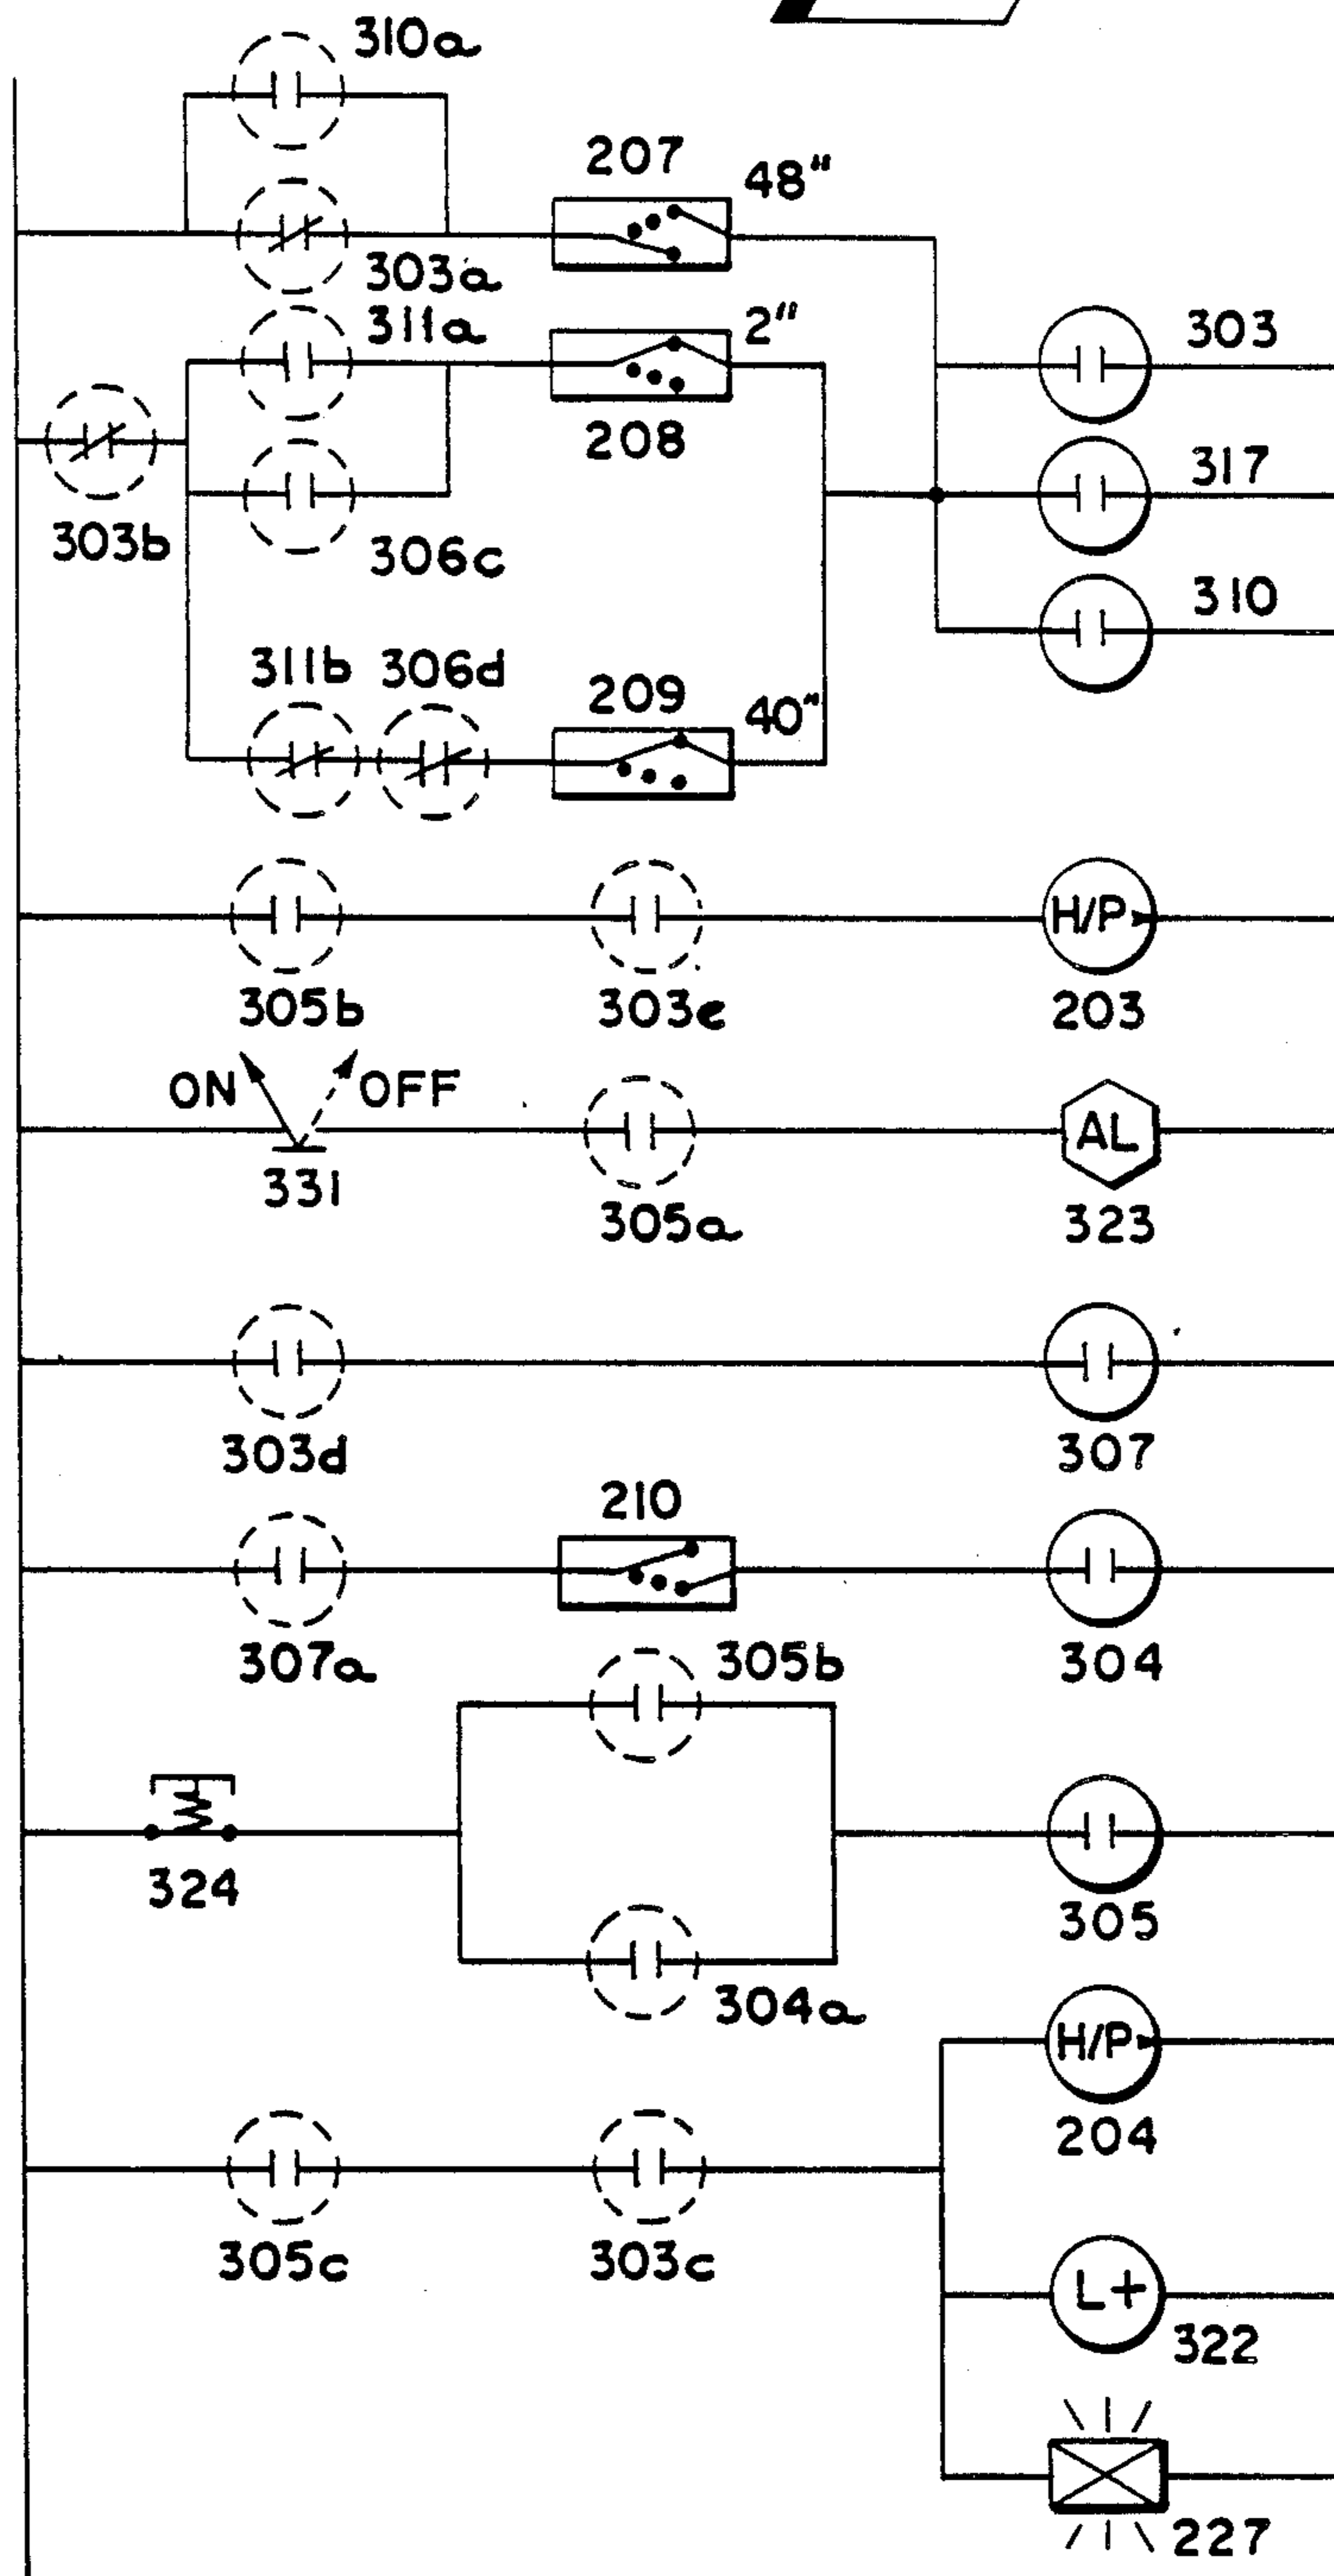 310a
207
48"
303a
311a
2"
303
208
317
303b
306c
310
311b
306d
209
40"
H/P
305b
303e
203
ON
OFF
AL
331
305a
323
303d
307
210
307a
304
305b
324
305
304a
H/P
204
305c
303c
L+
322
227